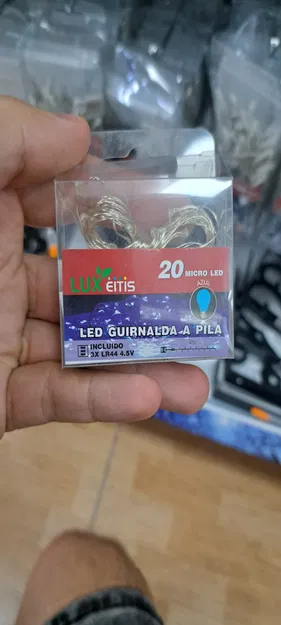 20 MICRO LED
LUX EITIS
AZUL
LED GUIRNALDA A PILA
INCLUIDO
3X LR44 4.5V